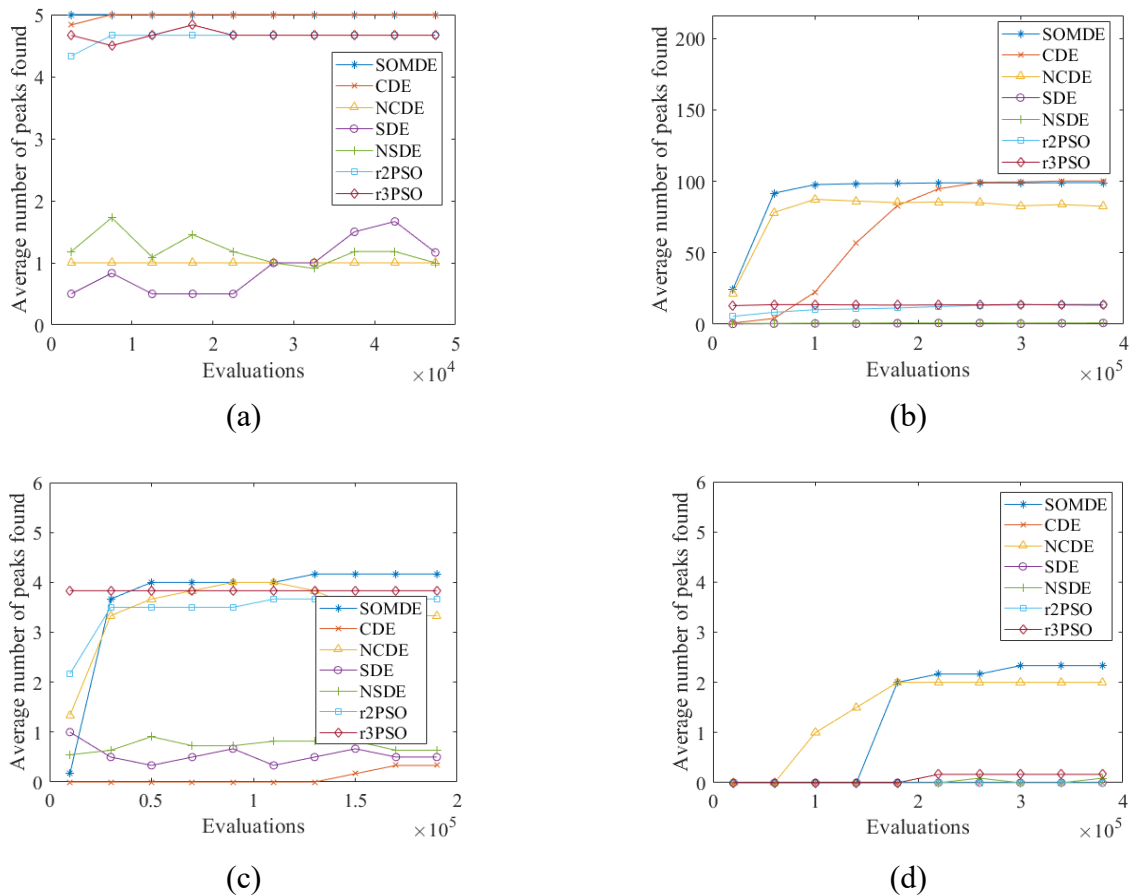 Average number of peaks found
5
4
3
2
1
0
SOMDE
CDE
NCDE
SDE
NSDE
r2PSO
r3PSO
0 1 2 3 4 5
Evaluations ×10^4
(a)
Average number of peaks found
200
150
100
50
0
SOMDE
CDE
NCDE
SDE
NSDE
r2PSO
r3PSO
0 1 2 3 4
Evaluations ×10^5
(b)
Average number of peaks found
6
5
4
3
2
1
0
SOMDE
CDE
NCDE
SDE
NSDE
r2PSO
r3PSO
0 0.5 1 1.5 2
Evaluations ×10^5
(c)
Average number of peaks found
6
5
4
3
2
1
0
SOMDE
CDE
NCDE
SDE
NSDE
r2PSO
r3PSO
0 1 2 3 4
Evaluations ×10^5
(d)